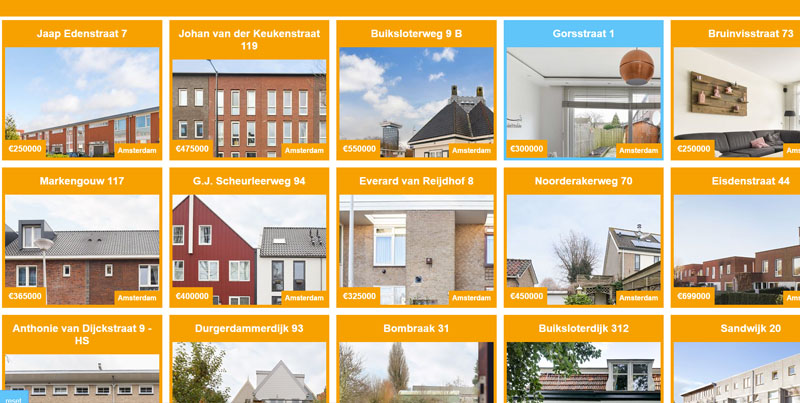 Jaap Edenstraat 7
€250000
Amsterdam
Johan van der Keukenstraat
119
€475000
Amsterdam
Buiksloterweg 9 B
€550000
Amsterdam
Gorsstraat 1
€300000
Amsterdam
Bruinvisstraat 73
€250000
Amste
Markengouw 117
€365000
Amsterdam
G.J. Scheurleerweg 94
€400000
Amsterdam
Everard van Reijdhof 8
€325000
Amsterdam
Noorderakerweg 70
€450000
Amsterdam
Elsdenstraat 44
€699000
Amste
Anthonie van Dijckstraat 9 -
HS
Durgerdammerdijk 93
Bombraak 31
Buiksloterdijk 312
Sandwijk 20
reset